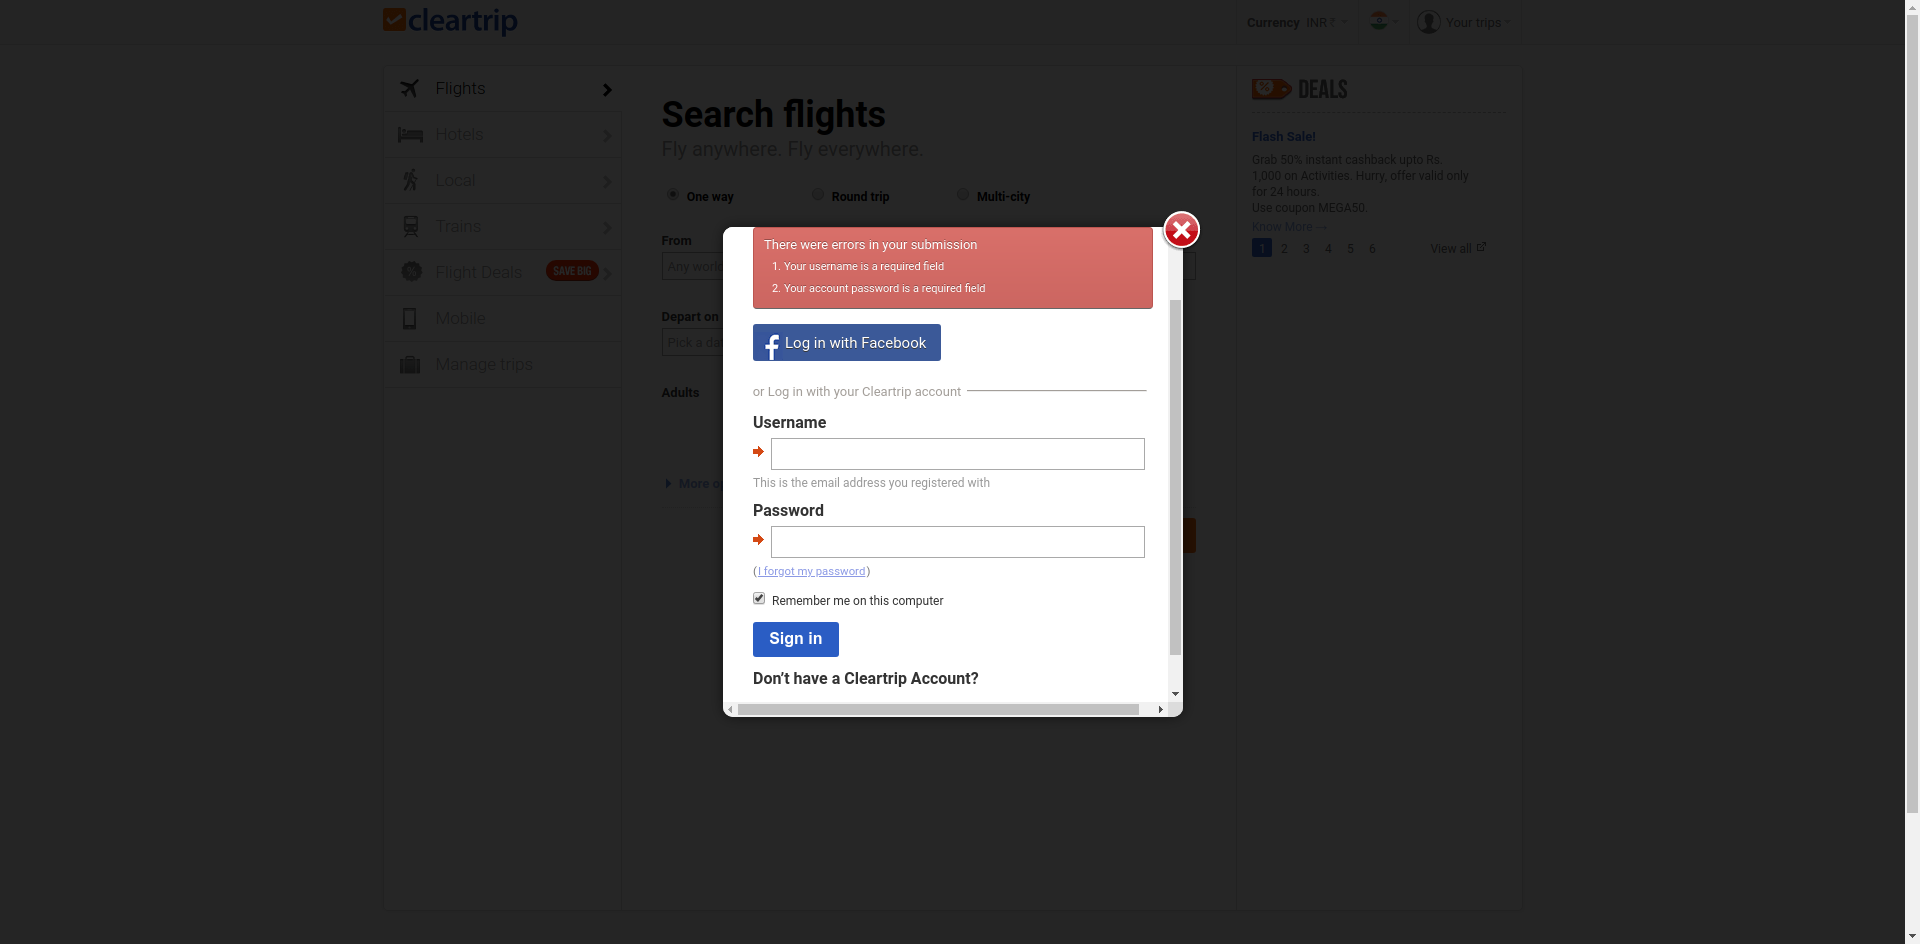 cleartrip
Currency INR ₹
Your trips
Flights
Hotels
Local
Trains
Flight Deals
SAVE BIG
Mobile
Manage trips
Search flights
Fly anywhere. Fly everywhere.
One way
Round trip
Multi-city
From
Depart on
Adults
DEALS
Flash Sale!
Grab 50% instant cashback upto Rs.
1,000 on Activities. Hurry, offer valid only
for 24 hours.
Use coupon MEGA50.
Know More →
1 2 3 4 5 6
View all
There were errors in your submission
1. Your username is a required field
2. Your account password is a required field
Log in with Facebook
or Log in with your Cleartrip account
Username
This is the email address you registered with
Password
(I forgot my password)
Remember me on this computer
Sign in
Don’t have a Cleartrip Account?